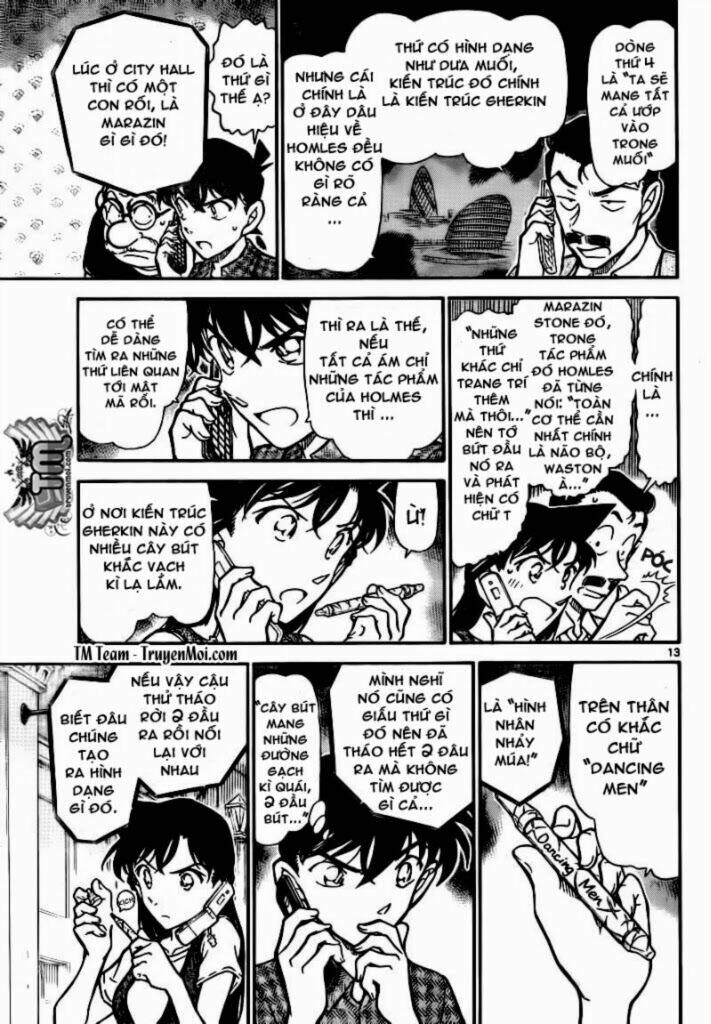 DÒNG
THỨ 4
LÀ "TA SẼ
MANG TẤT
CẢ ƯỚP
VÀO
TRONG
MUỐI"
THỨ CÓ HÌNH DẠNG
NHƯ DƯA MUỐI,
KIẾN TRÚC ĐÓ CHÍNH
LÀ KIẾN TRÚC GHERKIN
NHƯNG CÁI
CHÍNH LÀ
Ở ĐÂY DẤU
HIỆU VỀ
HOMLES ĐỀU
KHÔNG CÓ
GÌ RÕ
RÀNG CẢ
...
ĐÓ LÀ
THỨ GÌ
THẾ Ạ?
LÚC Ở CITY HALL
THÌ CÓ MỘT
CON RỐI, LÀ
MARAZIN
GÌ GÌ ĐÓ!
CHÍNH
LÀ
...
MARAZIN
STONE ĐÓ,
TRONG
TÁC PHẨM
ĐÓ HOMLES
ĐÃ TỪNG
NÓI: "TOÀN
CƠ THỂ CẦN
NHẤT CHÍNH
LÀ NÃO BỘ,
WASTON
À..."
"NHỮNG
THỨ
KHÁC CHỈ
TRANG TRÍ
THÊM
MÀ THÔI..."
NÊN TỚ
BỨT ĐẦU
NÓ RA
VÀ PHÁT
HIỆN CÓ
CHỮ T
PÓC
THÌ RA LÀ THẾ,
NẾU
TẤT CẢ ÁM CHỈ
NHỮNG TÁC PHẨM
CỦA HOLMES
THÌ ...
CÓ THỂ
DỄ DÀNG
TÌM RA NHỮNG
THỨ LIÊN QUAN
TỚI MẬT
MÃ RỒI.
TM
truyenmoi.com
Ừ!
Ở NƠI KIẾN TRÚC
GHERKIN NÀY CÓ
NHIỀU CÂY BÚT
KHẮC VẠCH
KÌ LẠ LẮM.
TM Team - TruyenMoi.com
13
TRÊN THÂN
CÓ KHẮC
CHỮ
"DANCING
MEN"
LÀ "HÌNH
NHÂN
NHẢY
MÚA!"
Dancing Men
MÌNH NGHĨ
NÓ CŨNG CÓ
GIẤU THỨ GÌ
ĐÓ NÊN ĐÃ
THÁO HẾT 2 ĐẦU
RA MÀ KHÔNG
TÌM ĐƯỢC
GÌ CẢ...
"CÂY BÚT
MANG
NHỮNG
ĐƯỜNG
GẠCH
KÌ QUÁI,
2 ĐẦU
BÚT..."
NẾU VẬY CẬU
THỬ THÁO
RỜI 2 ĐẦU
RA RỒI NỐI
LẠI VỚI
NHAU
BIẾT ĐÂU
CHÚNG
TẠO
RA HÌNH
DẠNG
GÌ ĐÓ.
KỊCH